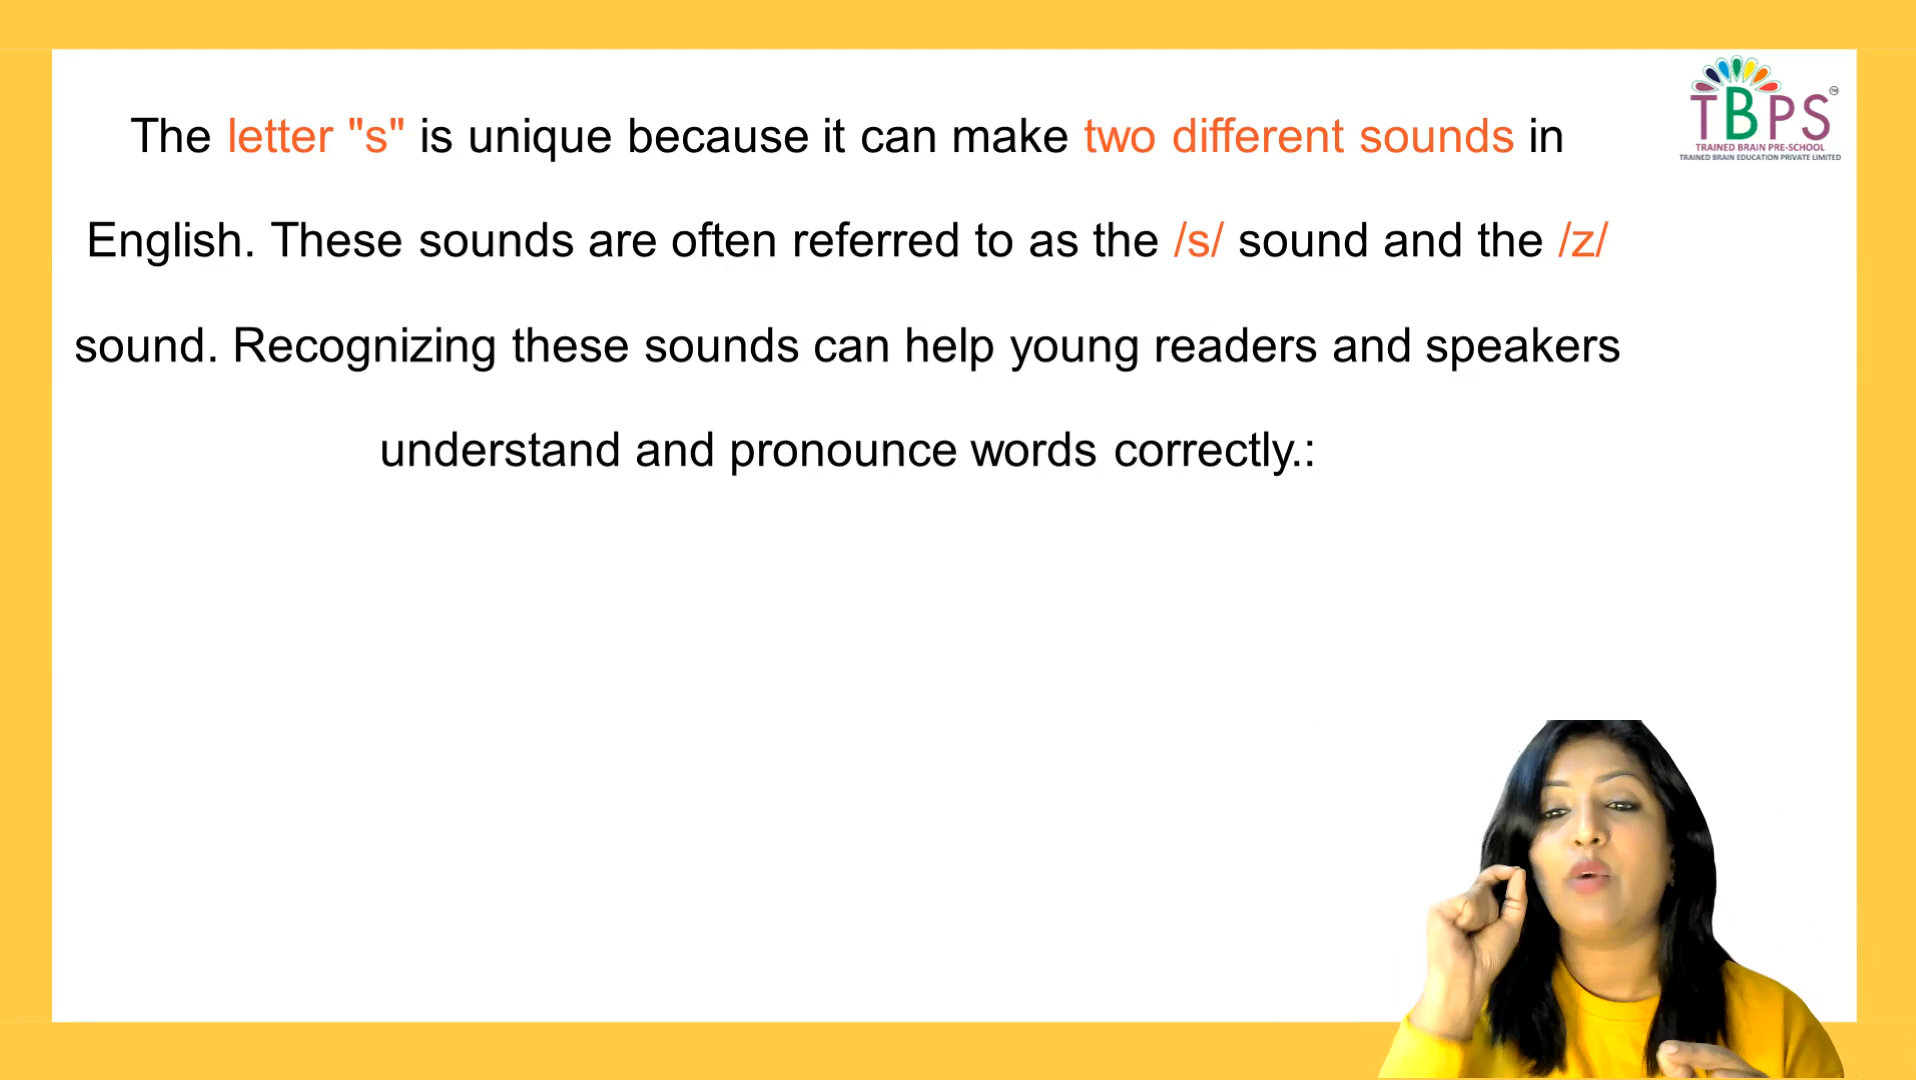 The letter "s" is unique because it can make two different sounds in
English. These sounds are often referred to as the /s/ sound and the /z/
sound. Recognizing these sounds can help young readers and speakers
understand and pronounce words correctly.:
TBPS
TRAINED BRAIN PRE-SCHOOL
TRAINED BRAIN EDUCATION PRIVATE LIMITED